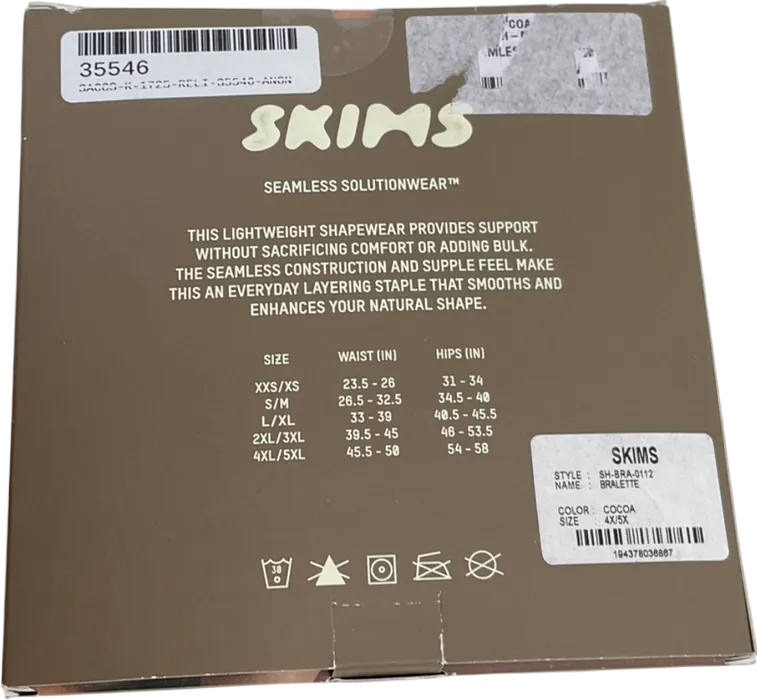 35546
COA
MLES
SKIMS
SEAMLESS SOLUTIONWEAR™
THIS LIGHTWEIGHT SHAPEWEAR PROVIDES SUPPORT
WITHOUT SACRIFICING COMFORT OR ADDING BULK.
THE SEAMLESS CONSTRUCTION AND SUPPLE FEEL MAKE
THIS AN EVERYDAY LAYERING STAPLE THAT SMOOTHS AND
ENHANCES YOUR NATURAL SHAPE.
SIZE WAIST (IN) HIPS (IN)
XXS/XS 23.5 - 26 31 - 34
S/M 26.5 - 32.5 34.5 - 40
L/XL 33 - 39 40.5 - 45.5
2XL/3XL 39.5 - 45 46 - 53.5
4XL/5XL 45.5 - 50 54 - 58
SKIMS
STYLE : SH-BRA-0112
NAME : BRALETTE
COLOR : COCOA
SIZE : 4X/5X
194378036867
30